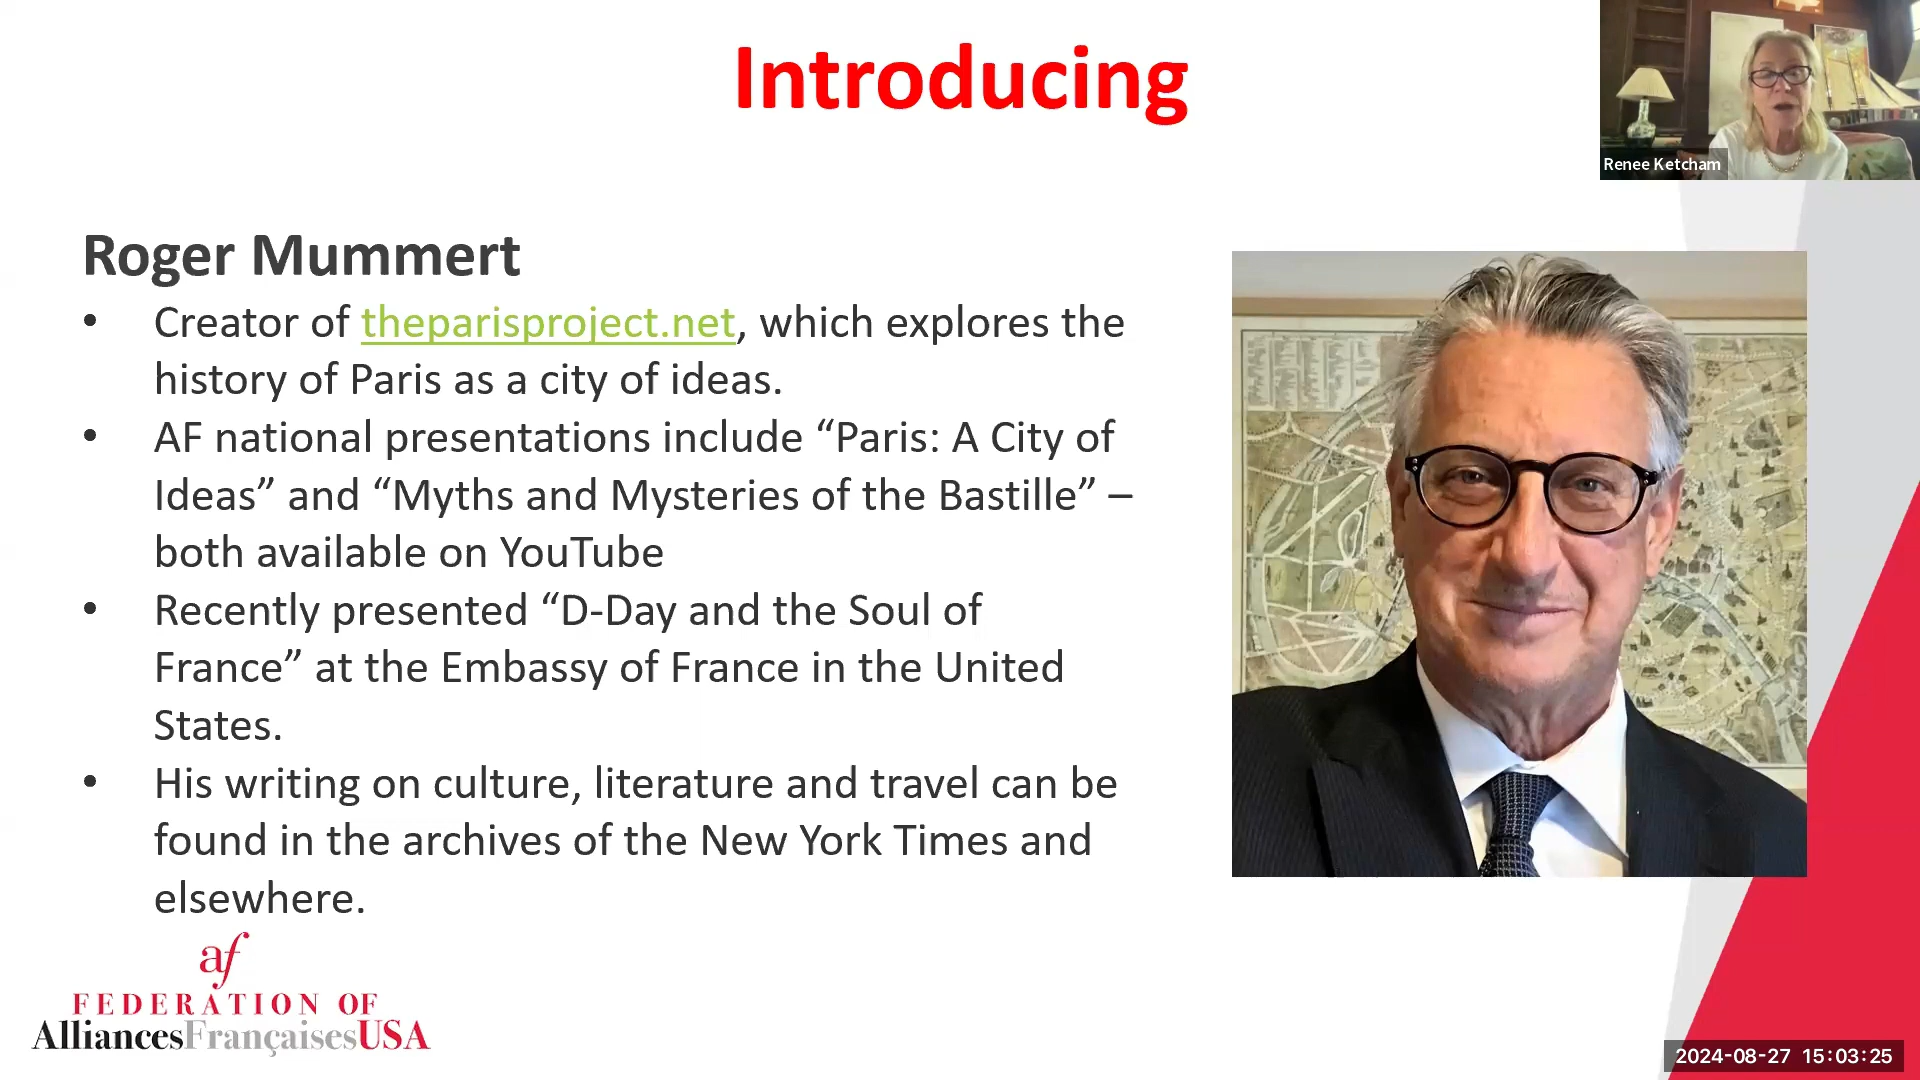 Introducing
Renee Ketcham
Roger Mummert
• Creator of theparisproject.net, which explores the
history of Paris as a city of ideas.
• AF national presentations include “Paris: A City of
Ideas” and “Myths and Mysteries of the Bastille” –
both available on YouTube
• Recently presented “D-Day and the Soul of
France” at the Embassy of France in the United
States.
• His writing on culture, literature and travel can be
found in the archives of the New York Times and
elsewhere.
af
FEDERATION OF
AlliancesFrançaisesUSA
2024-08-27 15:03:25